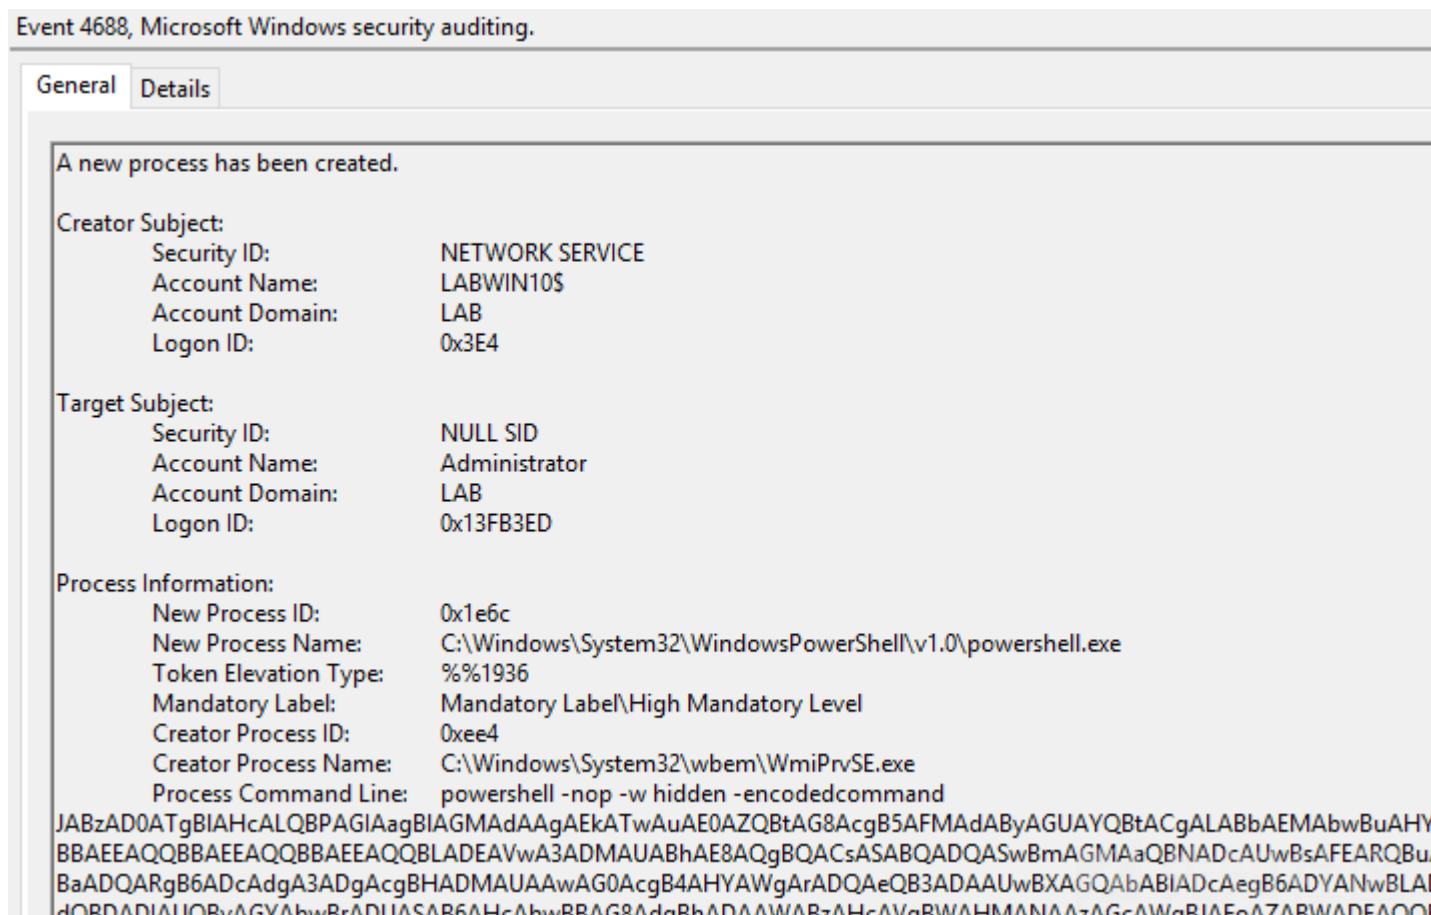 Event 4688, Microsoft Windows security auditing.
General Details
A new process has been created.
Creator Subject:
Security ID: NETWORK SERVICE
Account Name: LABWIN10$
Account Domain: LAB
Logon ID: 0x3E4
Target Subject:
Security ID: NULL SID
Account Name: Administrator
Account Domain: LAB
Logon ID: 0x13FB3ED
Process Information:
New Process ID: 0x1e6c
New Process Name: C:\Windows\System32\WindowsPowerShell\v1.0\powershell.exe
Token Elevation Type: %%1936
Mandatory Label: Mandatory Label\High Mandatory Level
Creator Process ID: 0xee4
Creator Process Name: C:\Windows\System32\wbem\WmiPrvSE.exe
Process Command Line: powershell -nop -w hidden -encodedcommand